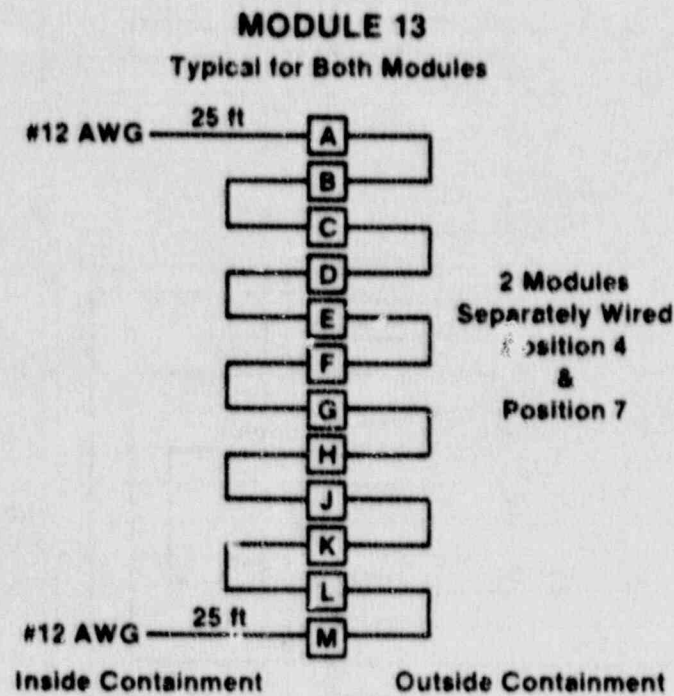 MODULE 13
Typical for Both Modules
#12 AWG 25 ft A
B
C
D
E
F
G
H
J
K
L
#12 AWG 25 ft M
2 Modules
Separately Wired
Position 4
&
Position 7
Inside Containment Outside Containment